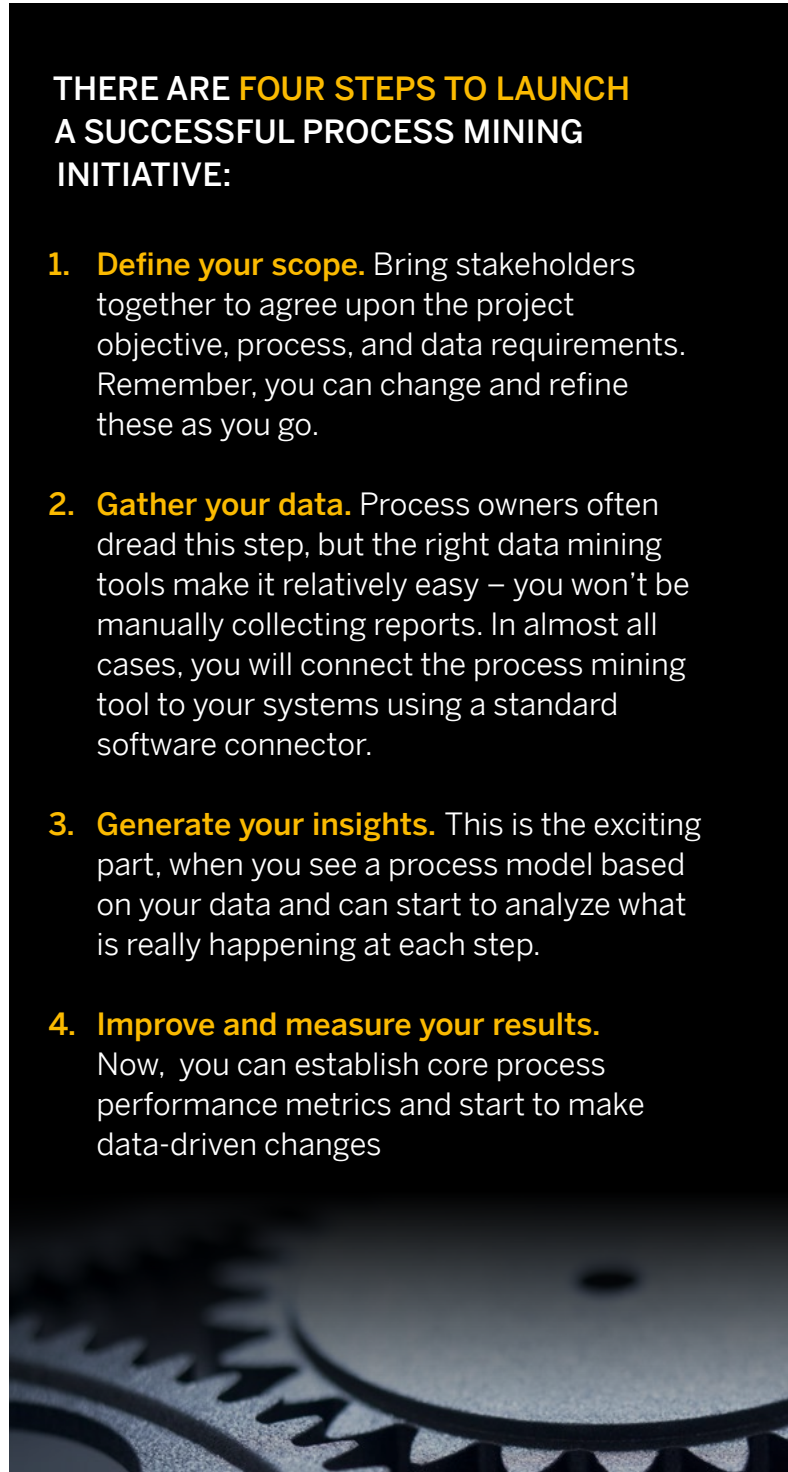 THERE ARE FOUR STEPS TO LAUNCH
A SUCCESSFUL PROCESS MINING
INITIATIVE:
1. Define your scope. Bring stakeholders
together to agree upon the project
objective, process, and data requirements.
Remember, you can change and refine
these as you go.
2. Gather your data. Process owners often
dread this step, but the right data mining
tools make it relatively easy – you won’t be
manually collecting reports. In almost all
cases, you will connect the process mining
tool to your systems using a standard
software connector.
3. Generate your insights. This is the exciting
part, when you see a process model based
on your data and can start to analyze what
is really happening at each step.
4. Improve and measure your results.
Now,  you can establish core process
performance metrics and start to make
data-driven changes